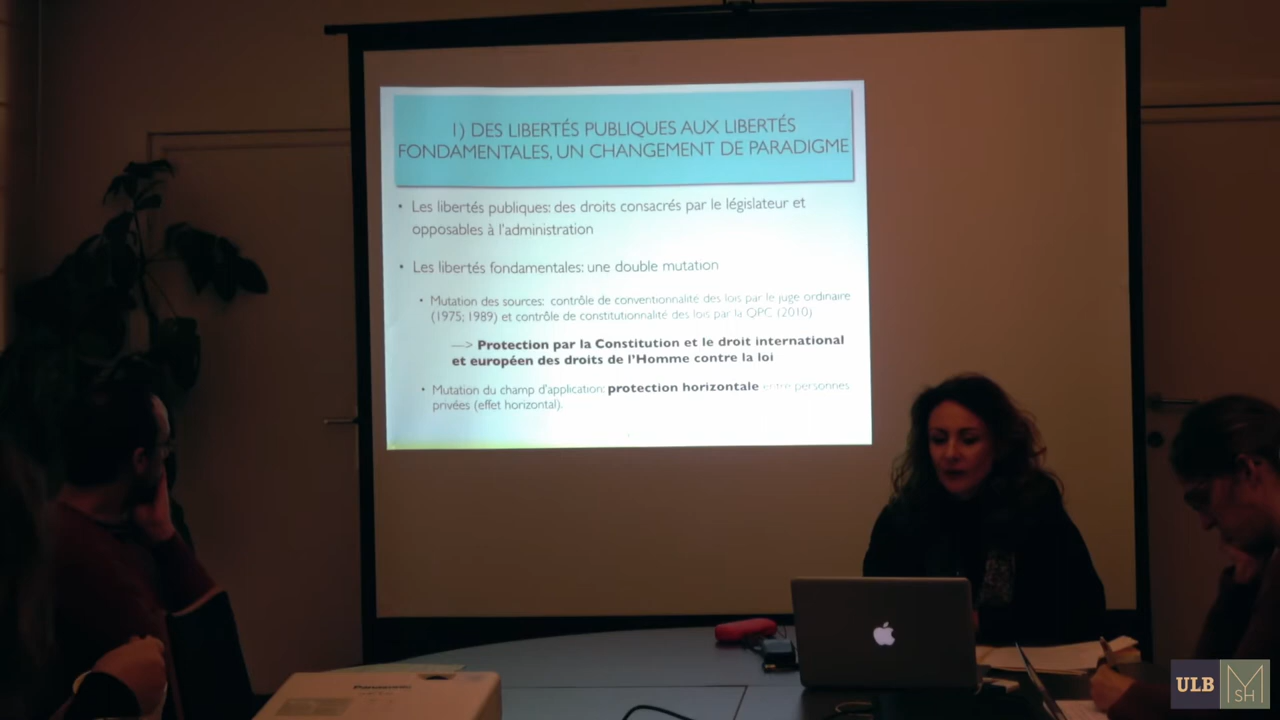 1) DES LIBERTÉS PUBLIQUES AUX LIBERTÉS
FONDAMENTALES, UN CHANGEMENT DE PARADIGME
• Les libertés publiques: des droits consacrés par le législateur et
opposables à l'administration
• Les libertés fondamentales: une double mutation
• Mutation des sources: contrôle de conventionnalité des lois par le juge ordinaire
(1975; 1989) et contrôle de constitutionnalité des lois par la QPC (2010)
—> Protection par la Constitution et le droit international
et européen des droits de l'Homme contre la loi
• Mutation du champ d'application: protection horizontale entre personnes
privées (effet horizontal).
Panasonic
ULB
MSH